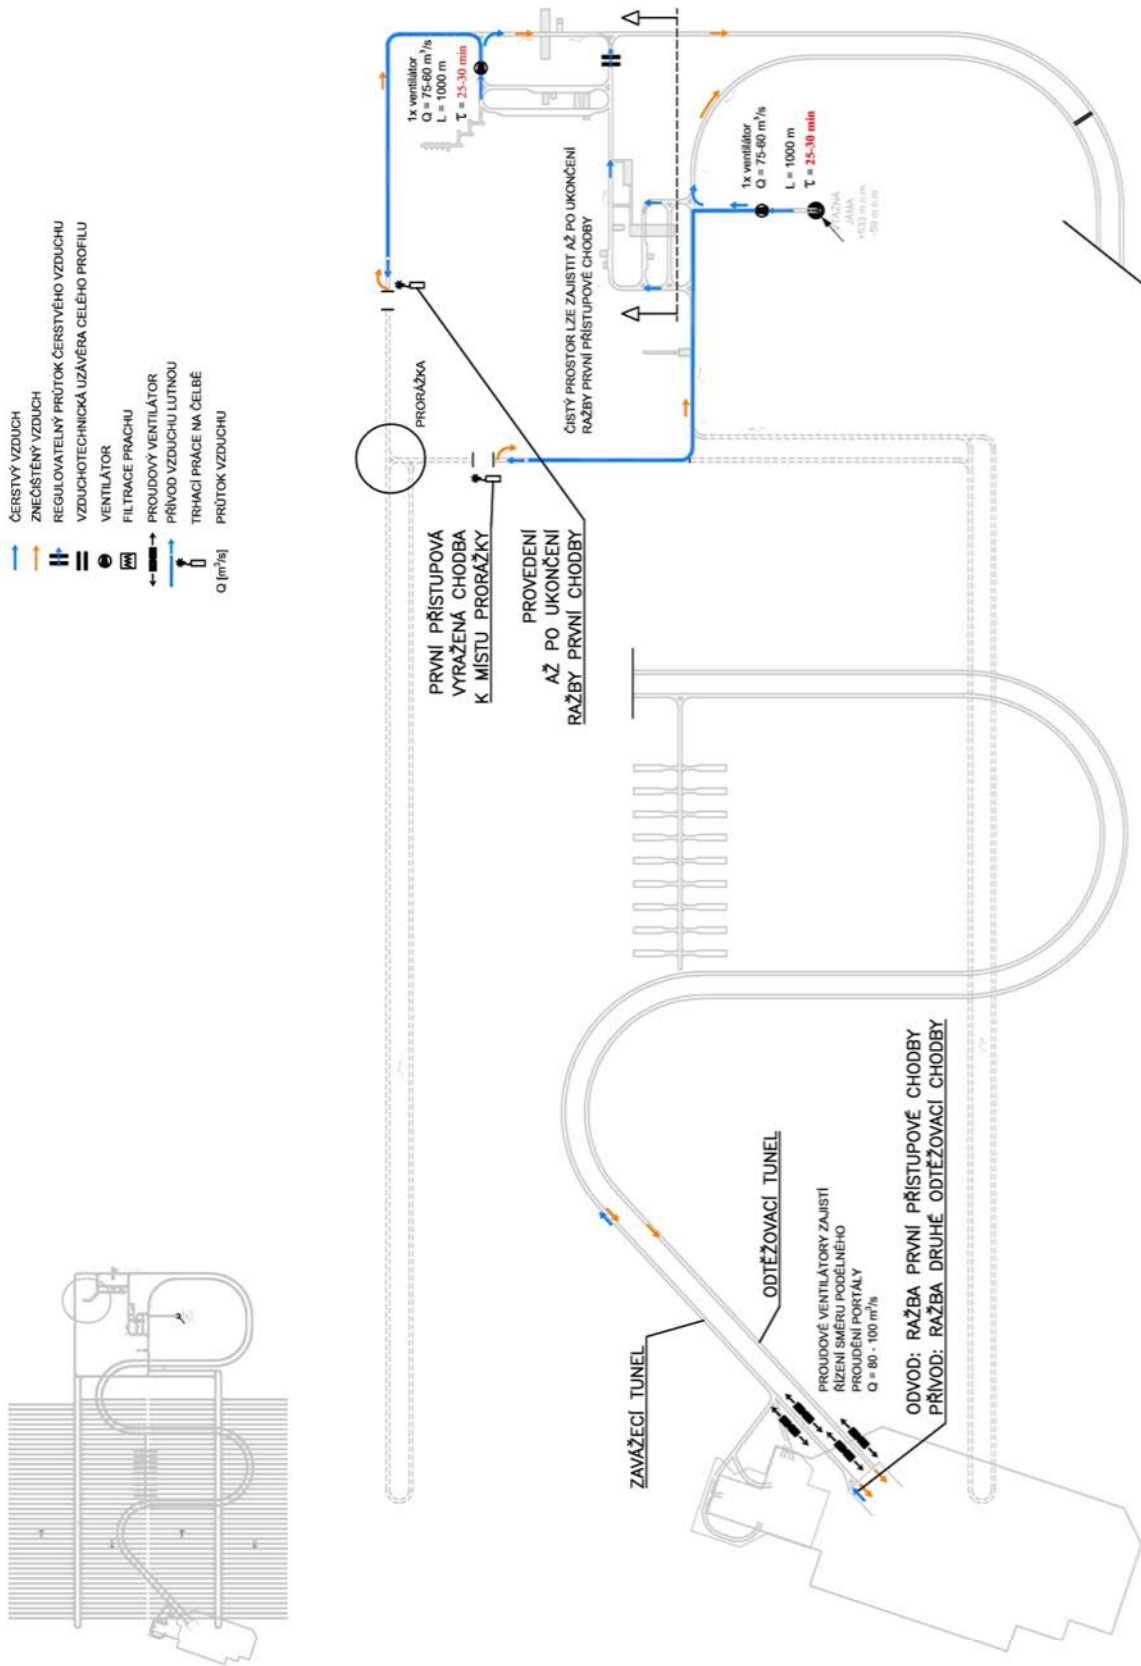 ČERSTVÝ VZDUCH
ZNEČIŠTĚNÝ VZDUCH
REGULOVATELNÝ PRŮTOK ČERSTVÉHO VZDUCHU
VZDUCHOTECHNICKÁ UZÁVĚRA CELÉHO PROFILU
VENTILÁTOR
FILTRACE PRACHU
PROUDOVÝ VENTILÁTOR
PŘÍVOD VZDUCHU LUTNOU
TRHACÍ PRÁCE NA ČELBĚ
Q [m³/s] PRŮTOK VZDUCHU
1x ventilátor
Q = 75-60 m³/s
L = 1000 m
τ = 25-30 min
PRORÁŽKA
PRVNÍ PŘÍSTUPOVÁ
VYRAŽENÁ CHODBA
K MÍSTU PRORÁŽKY
PROVEDENÍ
AŽ PO UKONČENÍ
RAŽBY PRVNÍ CHODBY
ČISTÝ PROSTOR LZE ZAJISTIT AŽ PO UKONČENÍ
RAŽBY PRVNÍ PŘÍSTUPOVÉ CHODBY
1x ventilátor
Q = 75-60 m³/s
L = 1000 m
τ = 25-30 min
VTAŽNÁ
JÁMA
+533 m n.m.
-50 m n.m.
ZAVÁŽECÍ TUNEL
ODTĚŽOVACÍ TUNEL
PROUDOVÉ VENTILÁTORY ZAJISTÍ
ŘÍZENÍ SMĚRU PODÉLNÉHO
PROUDĚNÍ PORTÁLY
Q = 80 - 100 m³/s
ODVOD: RAŽBA PRVNÍ PŘÍSTUPOVÉ CHODBY
PŘÍVOD: RAŽBA DRUHÉ ODTĚŽOVACÍ CHODBY